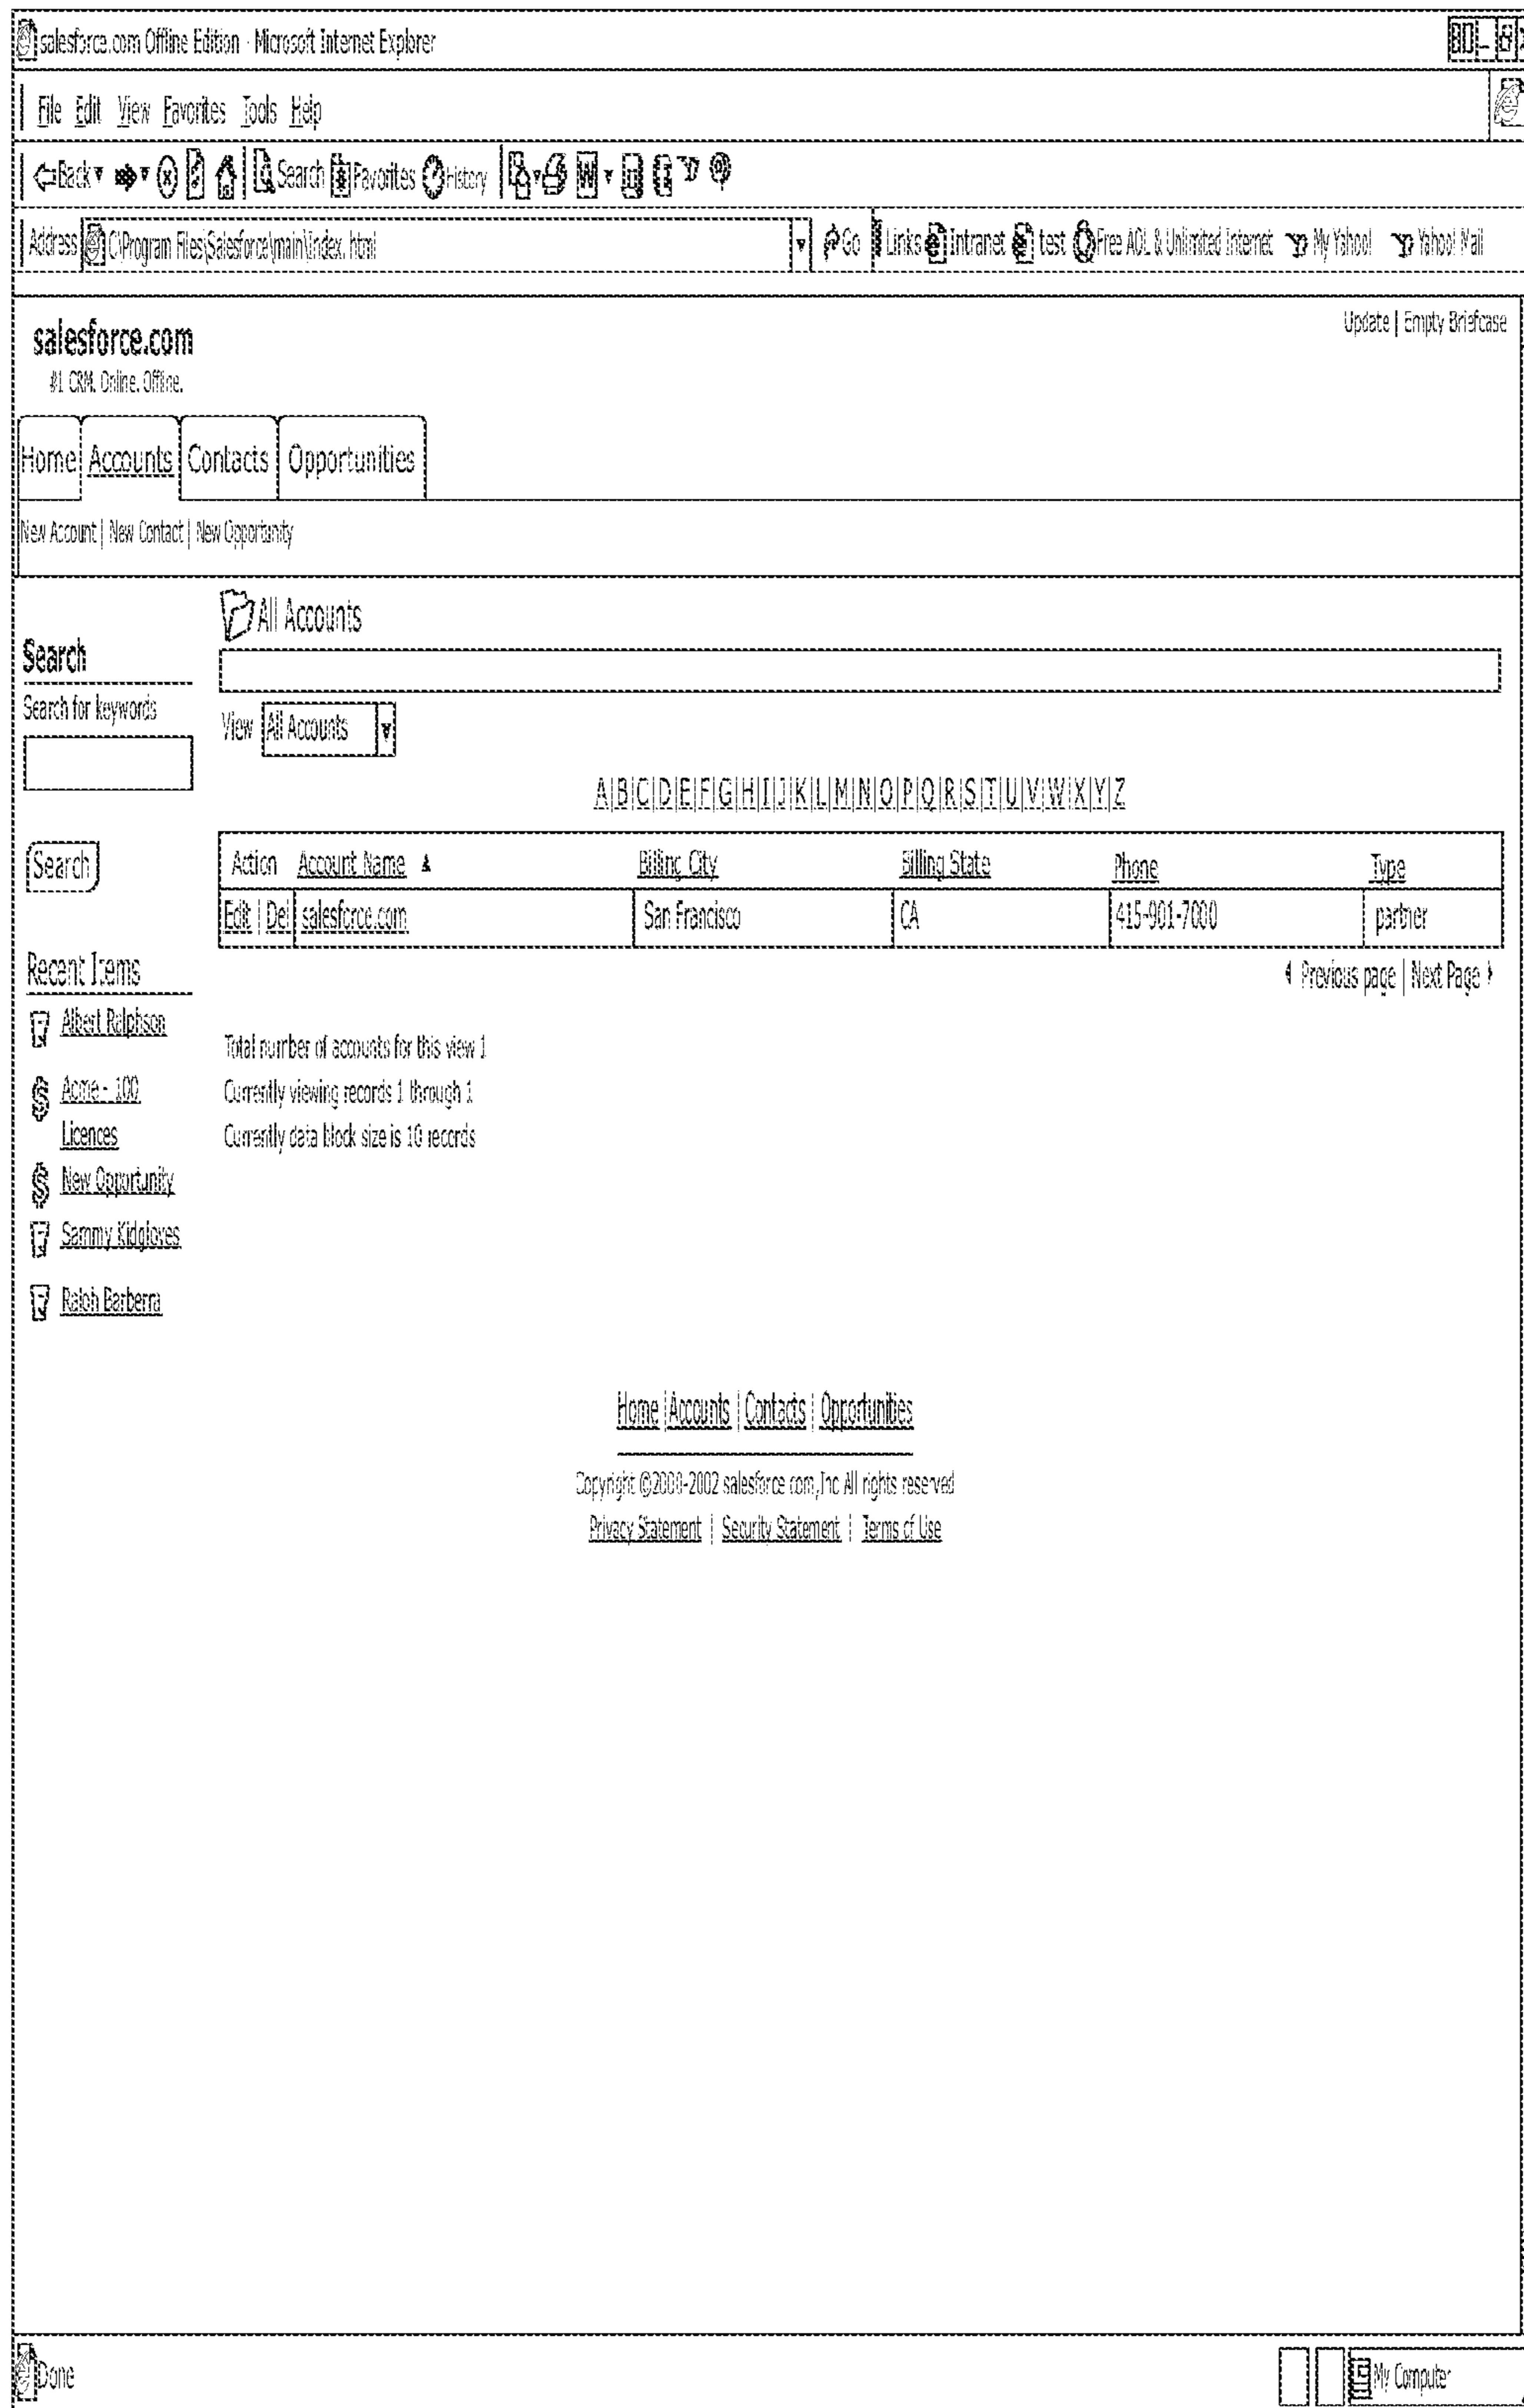 salesforce.com Offline Edition - Microsoft Internet Explorer
File Edit View Favorites Tools Help
Back Search Favorites History
Address C:\Program Files\Salesforce\main\index.html Go Links Intranet test Free AOL & Unlimited Internet My Yahoo! Yahoo! Mail
salesforce.com
Update | Empty Briefcase
#1 CRM. Online. Offline.
Home Accounts Contacts Opportunities
New Account | New Contact | New Opportunity
All Accounts
Search
Search for keywords
View All Accounts
A|B|C|D|E|F|G|H|I|J|K|L|M|N|O|P|Q|R|S|T|U|V|W|X|Y|Z
Search
Action Account Name Billing City Billing State Phone Type
Edit | Del salesforce.com San Francisco CA 415-901-7000 partner
Previous page | Next Page
Recent Items
Albert Ralphson
Acme - 100
Licences
New Opportunity
Sammy Kidgloves
Ralph Barberra
Total number of accounts for this view 1
Currently viewing records 1 through 1
Currently data block size is 10 records
Home | Accounts | Contacts | Opportunities
Copyright ©2000-2002 salesforce com,Inc All rights reserved
Privacy Statement | Security Statement | Terms of Use
Done
My Computer